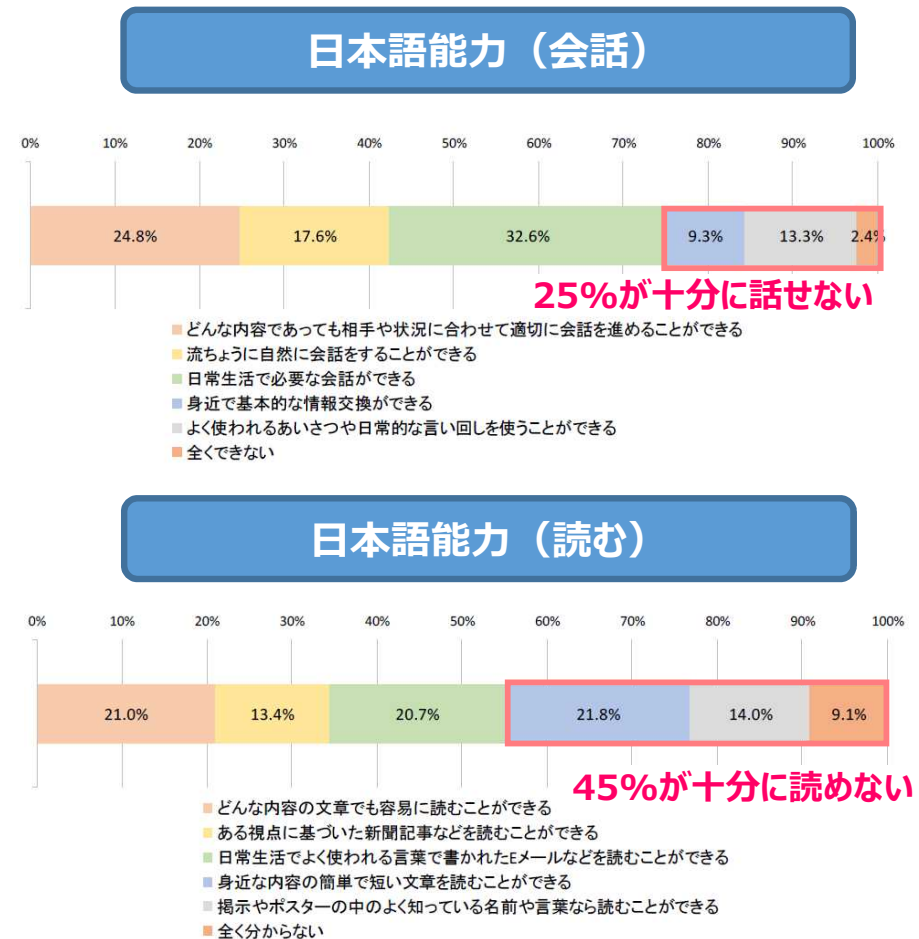 日本語能力（会話）
0% 10% 20% 30% 40% 50% 60% 70% 80% 90% 100%
24.8% 17.6% 32.6% 9.3% 13.3% 2.4%
25%が十分に話せない
どんな内容であっても相手や状況に合わせて適切に会話を進めることができる
流ちょうに自然に会話をすることができる
日常生活で必要な会話ができる
身近で基本的な情報交換ができる
よく使われるあいさつや日常的な言い回しを使うことができる
全くできない
日本語能力（読む）
0% 10% 20% 30% 40% 50% 60% 70% 80% 90% 100%
21.0% 13.4% 20.7% 21.8% 14.0% 9.1%
45%が十分に読めない
どんな内容の文章でも容易に読むことができる
ある視点に基づいた新聞記事などを読むことができる
日常生活でよく使われる言葉で書かれたEメールなどを読むことができる
身近な内容の簡単で短い文章を読むことができる
掲示やポスターの中のよく知っている名前や言葉なら読むことができる
全く分からない